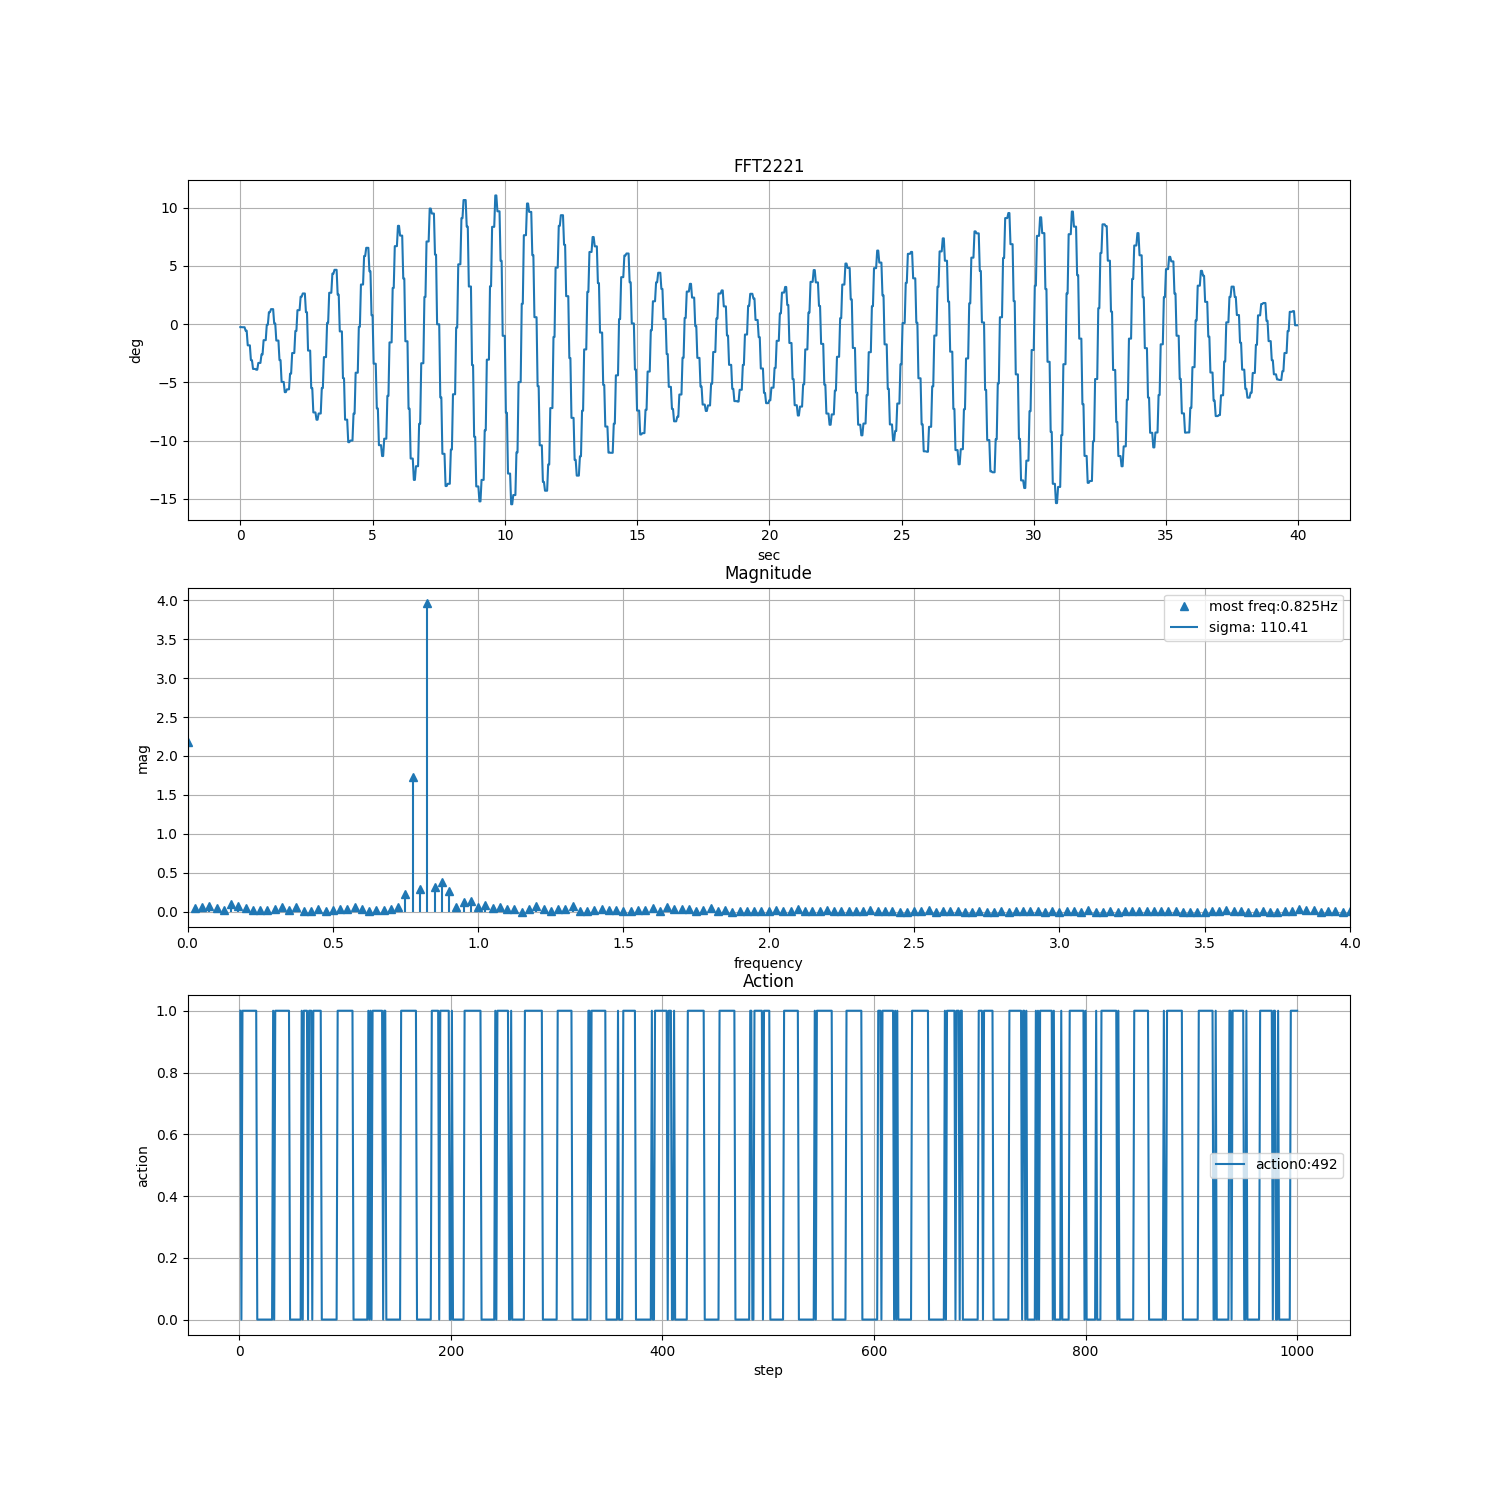 FFT2221
10
5
0
−5
−10
−15
deg
0 5 10 15 20 25 30 35 40
sec
Magnitude
4.0
3.5
3.0
2.5
2.0
1.5
1.0
0.5
0.0
mag
most freq:0.825Hz
sigma: 110.41
0.0 0.5 1.0 1.5 2.0 2.5 3.0 3.5 4.0
frequency
Action
1.0
0.8
0.6
0.4
0.2
0.0
action
action0:492
0 200 400 600 800 1000
step